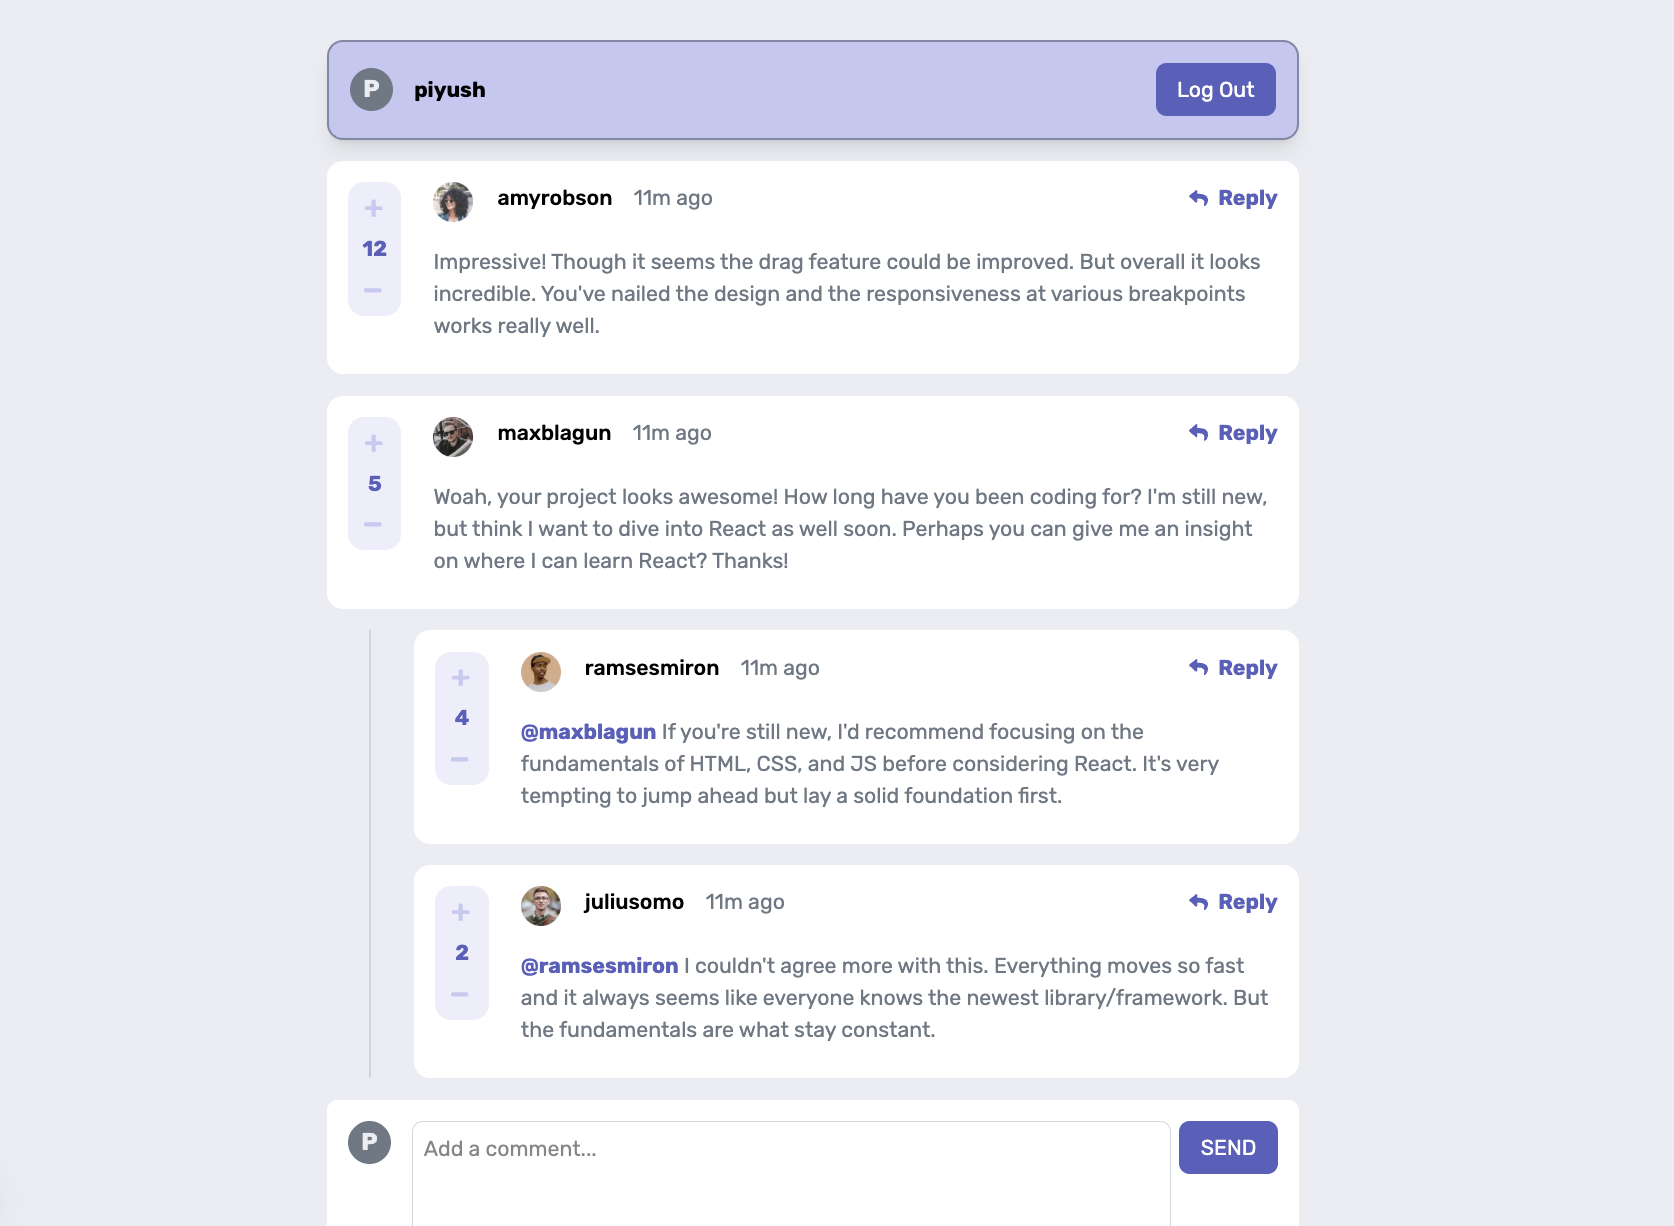 P piyush Log Out
+
12
−
amyrobson 11m ago Reply
Impressive! Though it seems the drag feature could be improved. But overall it looks
incredible. You've nailed the design and the responsiveness at various breakpoints
works really well.
+
5
−
maxblagun 11m ago Reply
Woah, your project looks awesome! How long have you been coding for? I'm still new,
but think I want to dive into React as well soon. Perhaps you can give me an insight
on where I can learn React? Thanks!
+
4
−
ramsesmiron 11m ago Reply
@maxblagun If you're still new, I'd recommend focusing on the
fundamentals of HTML, CSS, and JS before considering React. It's very
tempting to jump ahead but lay a solid foundation first.
+
2
−
juliusomo 11m ago Reply
@ramsesmiron I couldn't agree more with this. Everything moves so fast
and it always seems like everyone knows the newest library/framework. But
the fundamentals are what stay constant.
P Add a comment... SEND